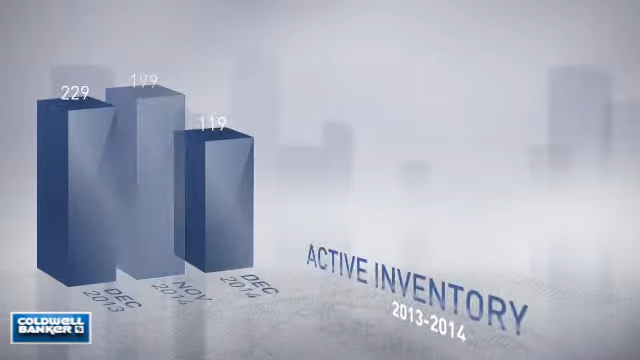 229
199
119
DEC
2013
NOV
2014
DEC
2014
ACTIVE INVENTORY
2013-2014
COLDWELL
BANKER